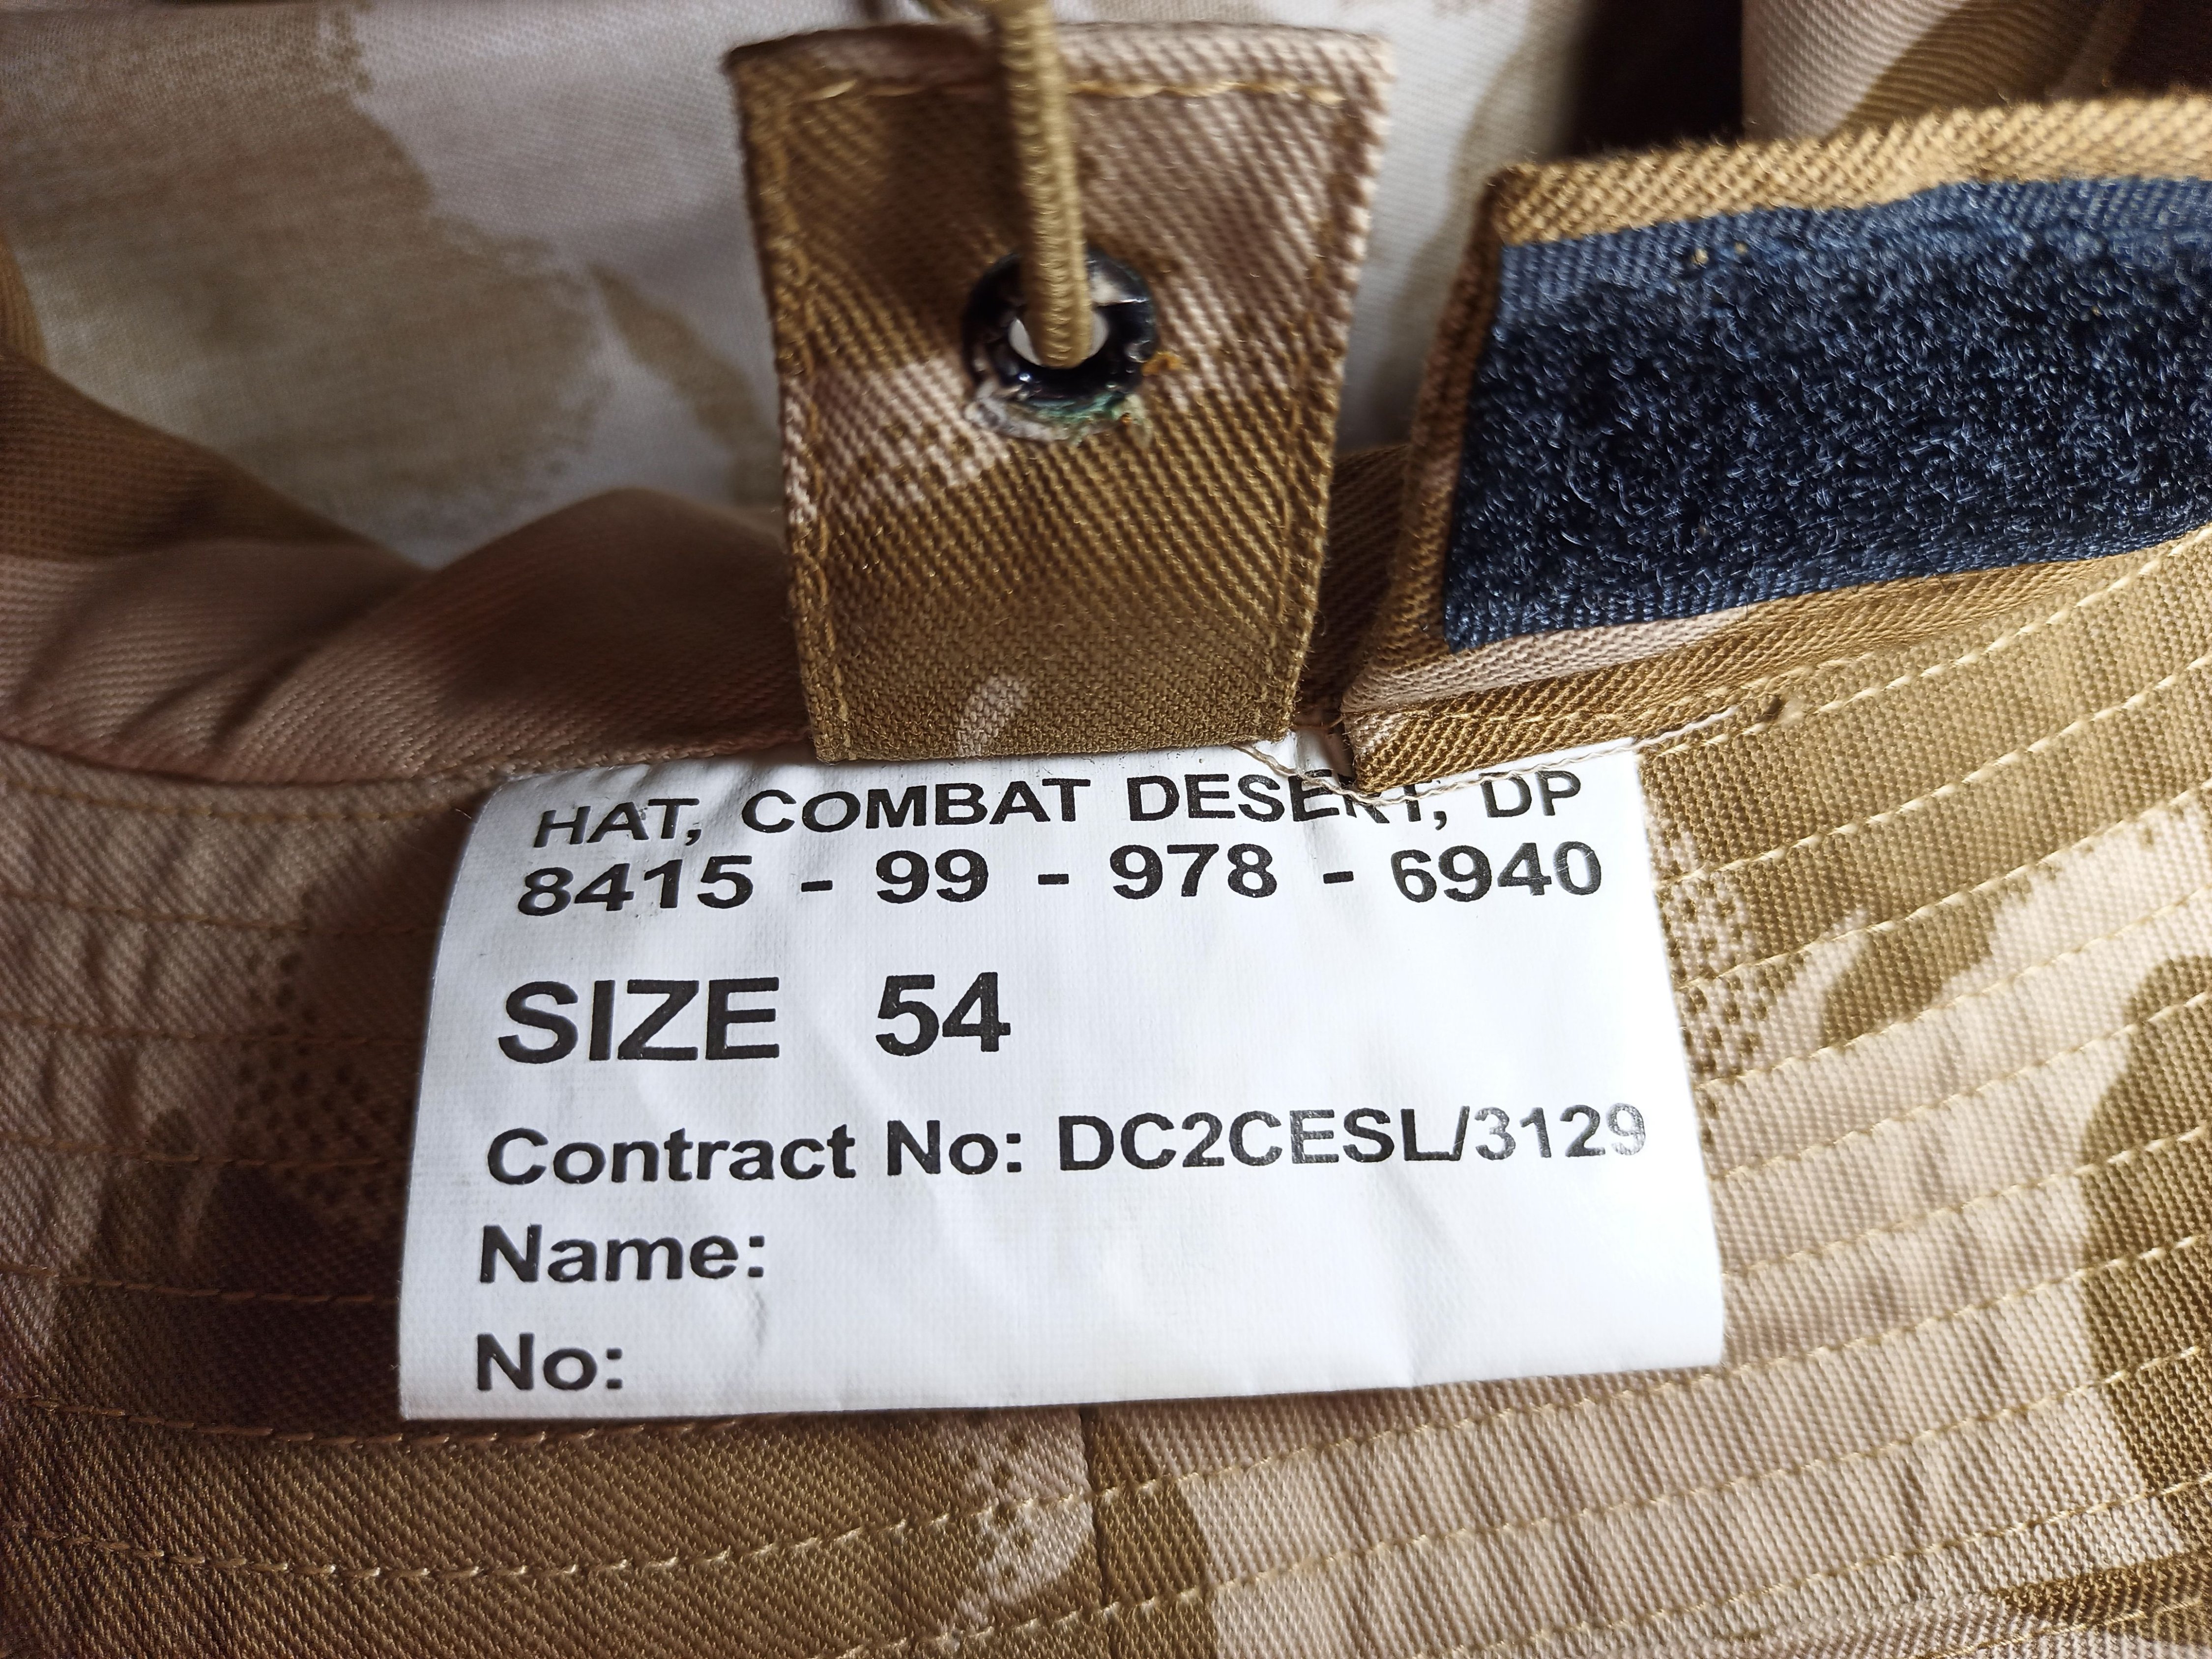 HAT, COMBAT DESERT, DP
8415 - 99 - 978 - 6940
SIZE 54
Contract No: DC2CESL/3129
Name:
No: